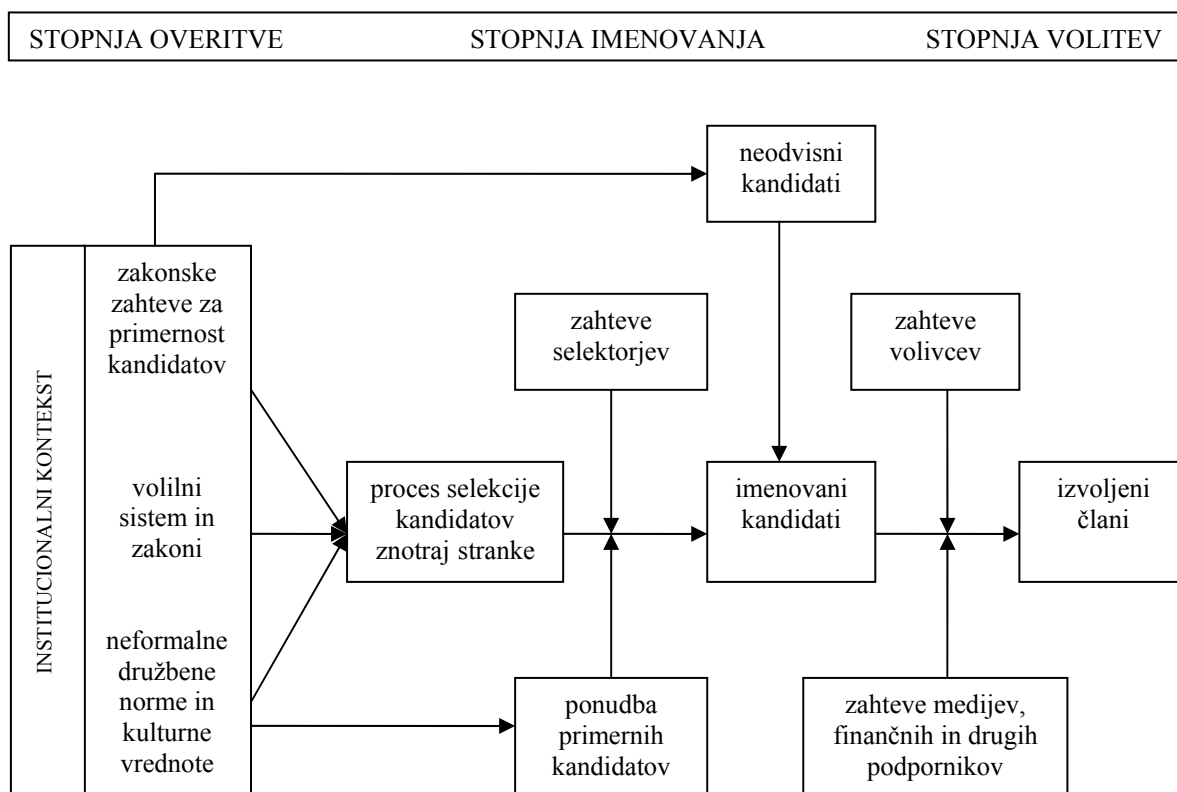 STOPNJA OVERITVE STOPNJA IMENOVANJA STOPNJA VOLITEV
neodvisni
kandidati
INSTITUCIONALNI KONTEKST
zakonske
zahteve za
primernost
kandidatov
zahteve
selektorjev
zahteve
volivcev
volilni
sistem in
zakoni
proces selekcije
kandidatov
znotraj stranke
imenovani
kandidati
izvoljeni
člani
neformalne
družbene
norme in
kulturne
vrednote
ponudba
primernih
kandidatov
zahteve medijev,
finančnih in drugih
podpornikov